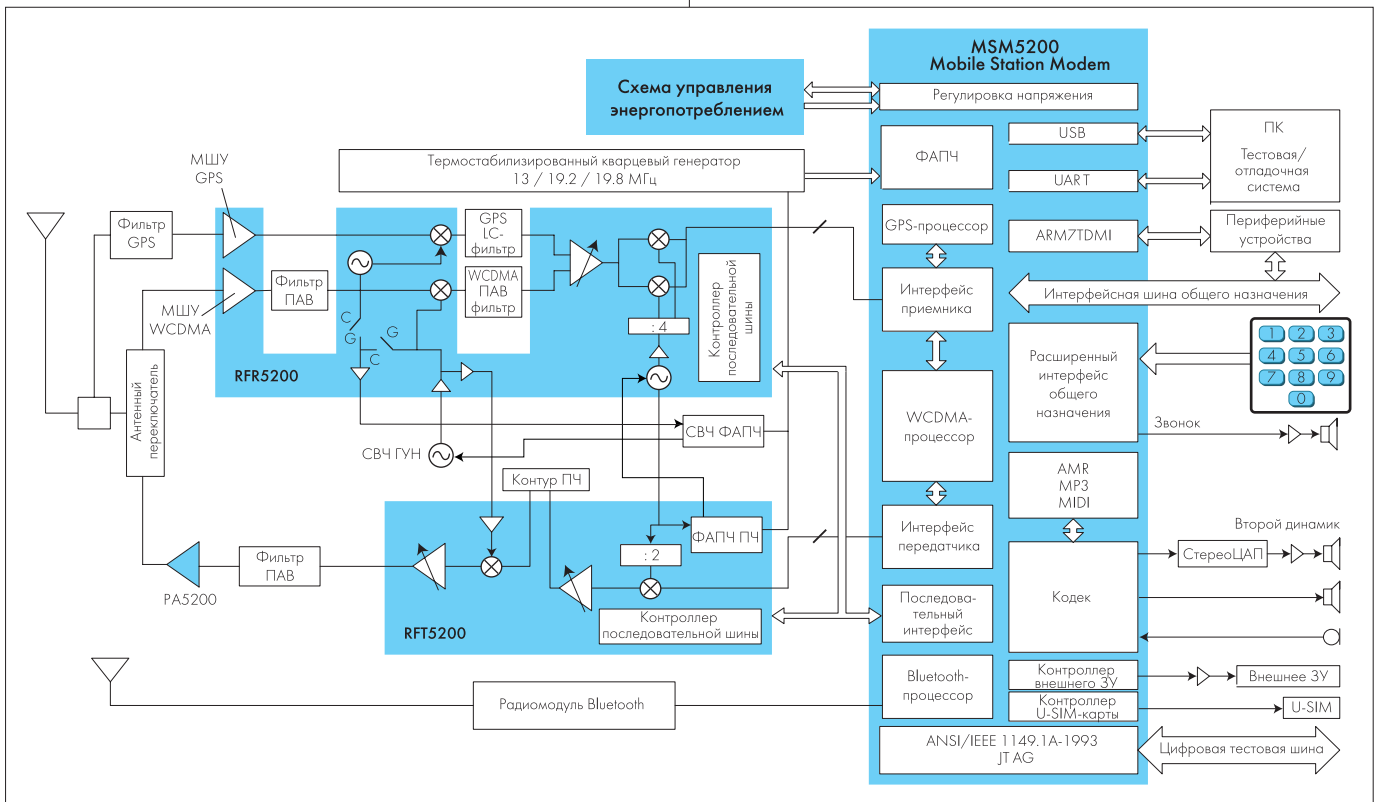 MSM5200
Mobile Station Modem
Схема управления
энергопотреблением
Регулировка напряжения
USB
ПК
Тестовая/
отладочная
система
ФАПЧ
UART
Термостабилизированный кварцевый генератор
13 / 19.2 / 19.8 МГц
МШУ
GPS
Фильтр
GPS
GPS
LC-
фильтр
GPS-процессор
ARM7TDMI
Периферийные
устройства
Фильтр
ПАВ
WCDMA
ПАВ
фильтр
Контроллер
последовательной
шины
Интерфейс
приемника
Интерфейсная шина общего назначения
МШУ
WCDMA
C
G
G
C
: 4
RFR5200
Антенный
переключатель
Расширенный
интерфейс
общего
назначения
1 2 3
4 5 6
7 8 9
0
WCDMA-
процессор
Звонок
СВЧ ФАПЧ
СВЧ ГУН
Контур ПЧ
AMR
MP3
MIDI
ФАПЧ ПЧ
Интерфейс
передатчика
Второй динамик
СтереоЦАП
: 2
Фильтр
ПАВ
PA5200
Кодек
Последова-
тельный
интерфейс
Контроллер
последовательной шины
RFT5200
Bluetooth-
процессор
Контроллер
внешнего ЗУ
Внешнее ЗУ
Контроллер
U-SIM-карты
U-SIM
Радиомодуль Bluetooth
ANSI/IEEE 1149.1A-1993
JT AG
Цифровая тестовая шина